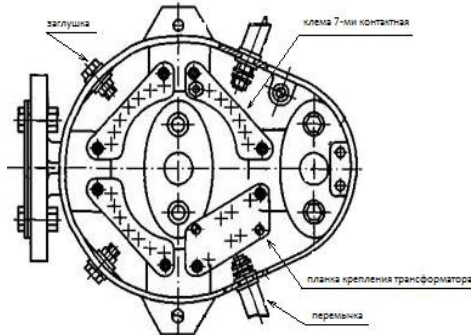 заглушка
клема 7-ми контактная
планка крепления трансформатора
перемычка